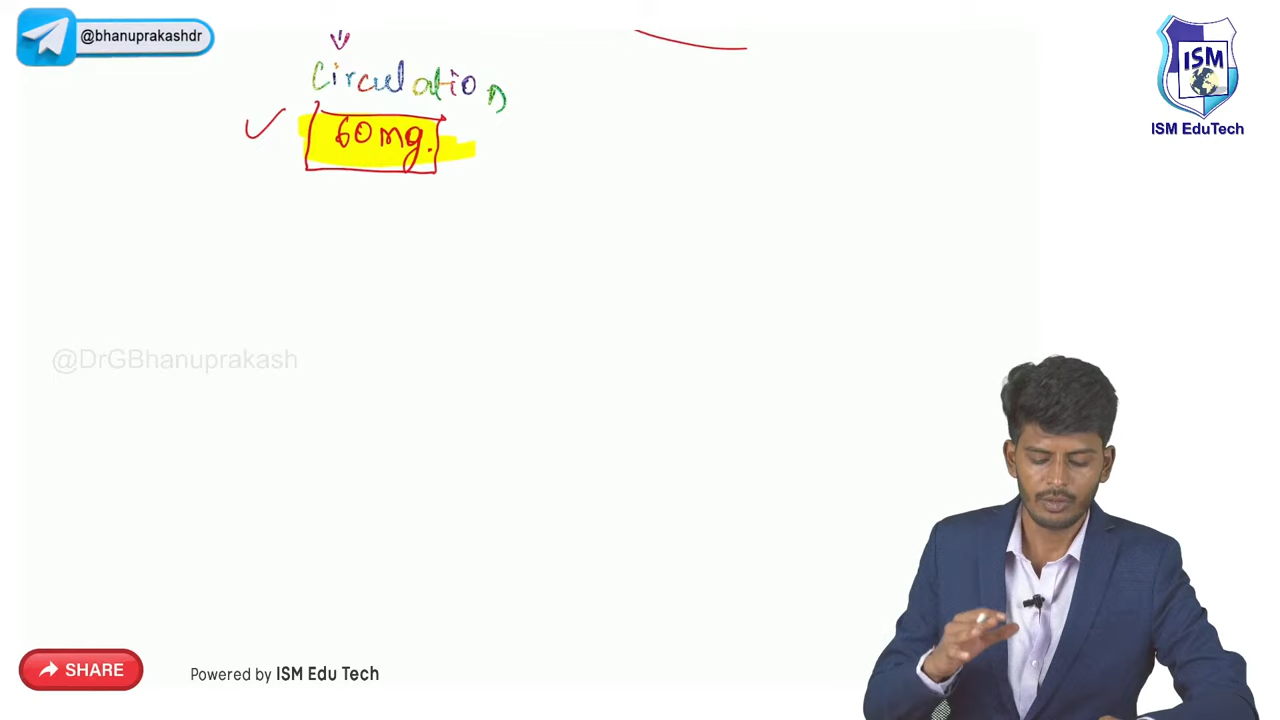 @bhanuprakashdr
ISM
ISM EduTech
Circulation
60mg.
@DrGBhanuprakash
SHARE
Powered by ISM Edu Tech